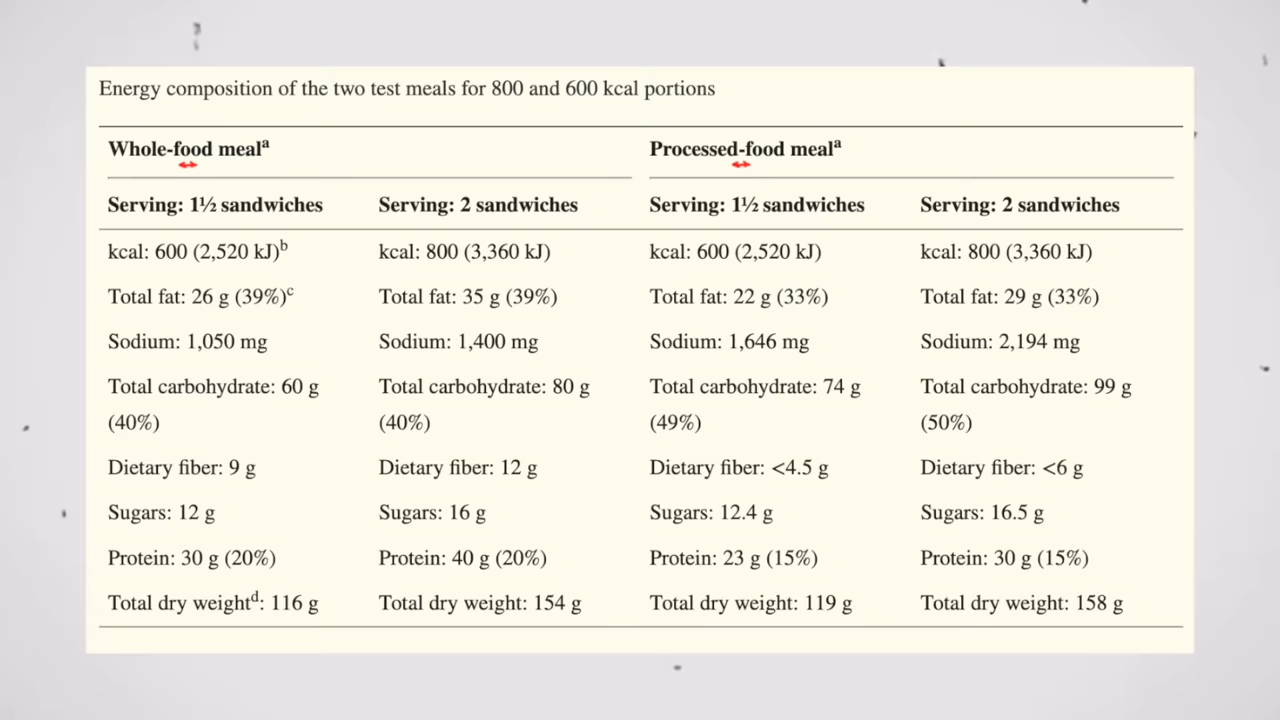 Energy composition of the two test meals for 800 and 600 kcal portions
Whole-food mealᵃ
Processed-food mealᵃ
Serving: 1½ sandwiches
Serving: 2 sandwiches
Serving: 1½ sandwiches
Serving: 2 sandwiches
kcal: 600 (2,520 kJ)ᵇ
kcal: 800 (3,360 kJ)
kcal: 600 (2,520 kJ)
kcal: 800 (3,360 kJ)
Total fat: 26 g (39%)ᶜ
Total fat: 35 g (39%)
Total fat: 22 g (33%)
Total fat: 29 g (33%)
Sodium: 1,050 mg
Sodium: 1,400 mg
Sodium: 1,646 mg
Sodium: 2,194 mg
Total carbohydrate: 60 g
(40%)
Total carbohydrate: 80 g
(40%)
Total carbohydrate: 74 g
(49%)
Total carbohydrate: 99 g
(50%)
Dietary fiber: 9 g
Dietary fiber: 12 g
Dietary fiber: <4.5 g
Dietary fiber: <6 g
Sugars: 12 g
Sugars: 16 g
Sugars: 12.4 g
Sugars: 16.5 g
Protein: 30 g (20%)
Protein: 40 g (20%)
Protein: 23 g (15%)
Protein: 30 g (15%)
Total dry weightᵈ: 116 g
Total dry weight: 154 g
Total dry weight: 119 g
Total dry weight: 158 g